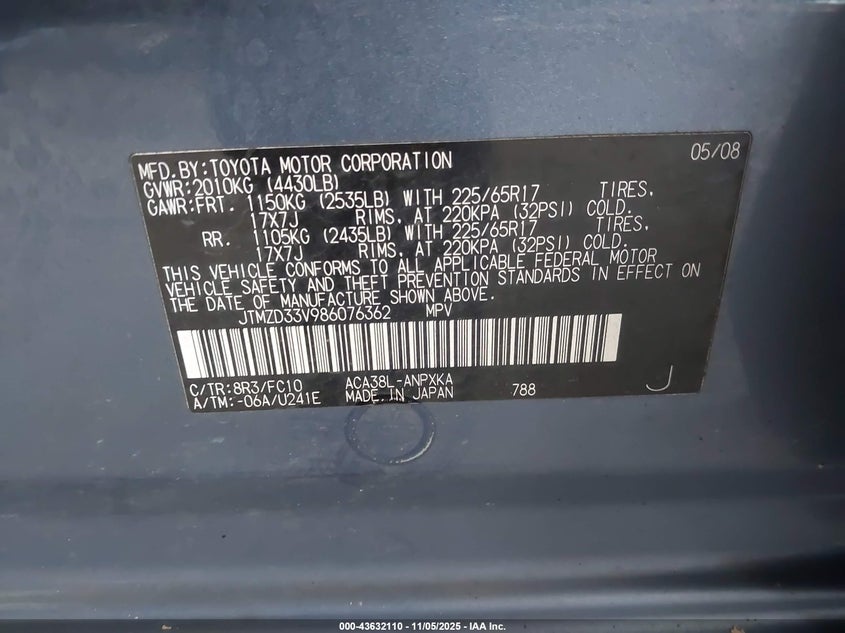 MFD.BY:TOYOTA MOTOR CORPORATION 05/08
GVWR:2010KG (4430LB)
GAWR:FRT. 1150KG (2535LB) WITH 225/65R17 TIRES,
17X7J RIMS, AT 220KPA (32PSI) COLD.
RR. 1105KG (2435LB) WITH 225/65R17 TIRES,
17X7J RIMS, AT 220KPA (32PSI) COLD.
THIS VEHICLE CONFORMS TO ALL APPLICABLE FEDERAL MOTOR
VEHICLE SAFETY AND THEFT PREVENTION STANDARDS IN EFFECT ON
THE DATE OF MANUFACTURE SHOWN ABOVE.
JTMZD33V986076362 MPV
C/TR:8R3/FC10 ACA38L-ANPXKA
A/TM:-06A/U241E MADE IN JAPAN 788 J
000-43632110 - 11/05/2025 - IAA Inc.